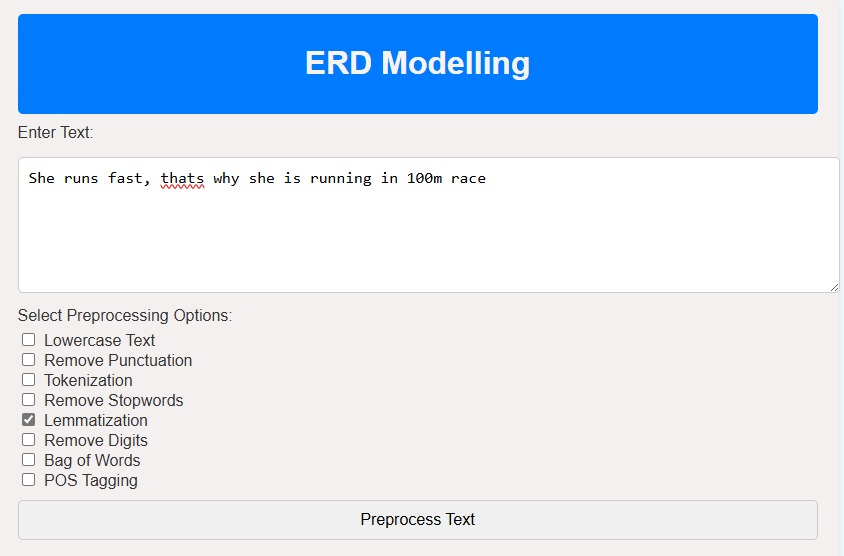 ERD Modelling
Enter Text:
She runs fast, thats why she is running in 100m race
Select Preprocessing Options:
Lowercase Text
Remove Punctuation
Tokenization
Remove Stopwords
Lemmatization
Remove Digits
Bag of Words
POS Tagging
Preprocess Text